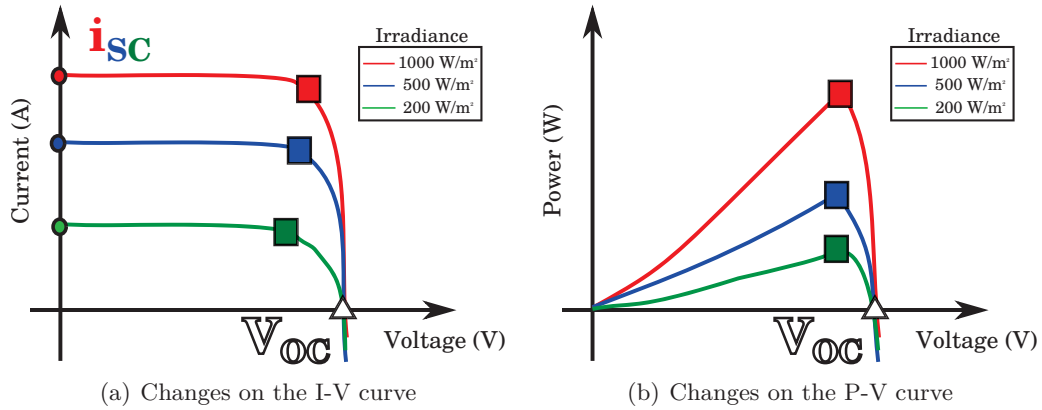 isc
Irradiance
1000 W/m²
500 W/m²
200 W/m²
Current (A)
Voc
Voltage (V)
(a) Changes on the I-V curve
Irradiance
1000 W/m²
500 W/m²
200 W/m²
Power (W)
Voc
Voltage (V)
(b) Changes on the P-V curve